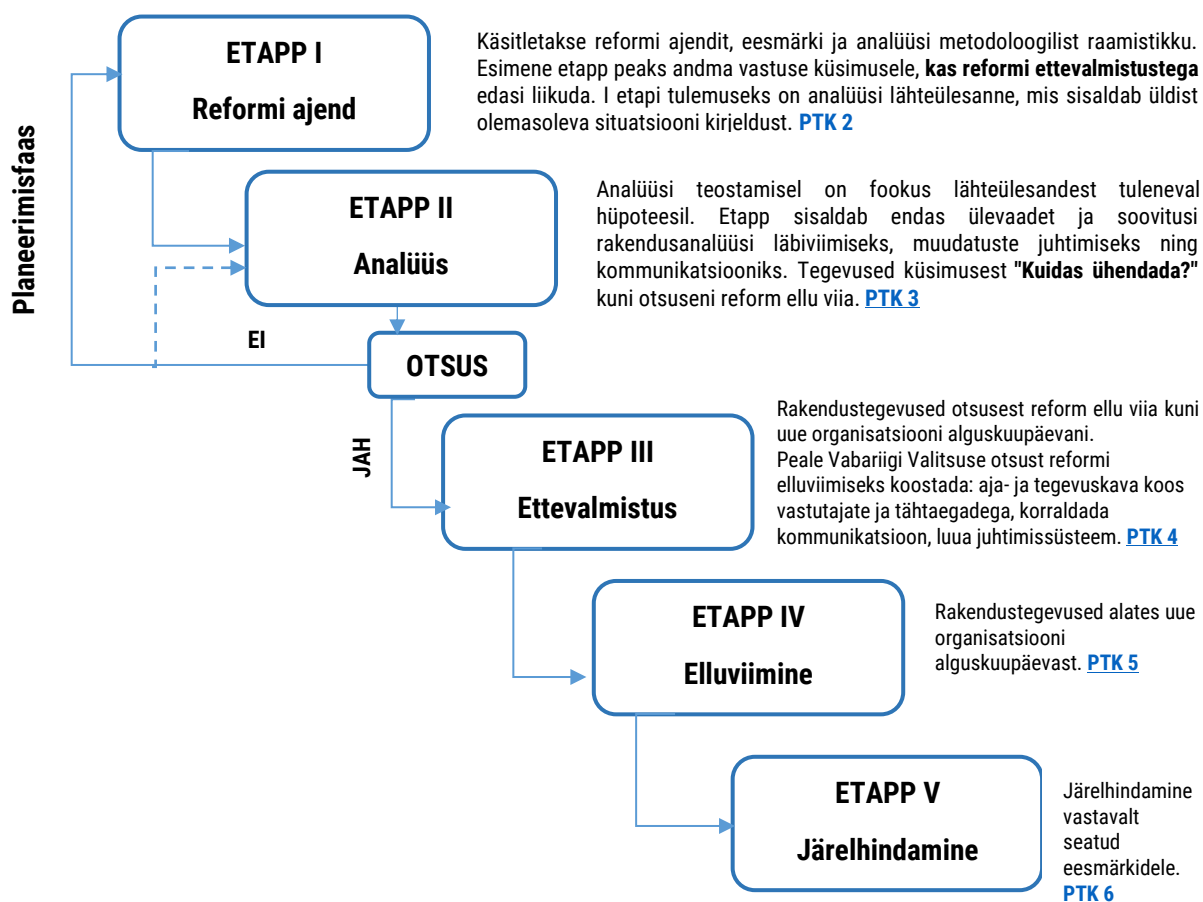 ETAPP I
Reformi ajend
Käsitletakse reformi ajendit, eesmärki ja analüüsi metodoloogilist raamistikku.
Esimene etapp peaks andma vastuse küsimusele, kas reformi ettevalmistustega
edasi liikuda. I etapi tulemuseks on analüüsi lähteülesanne, mis sisaldab üldist
olemasoleva situatsiooni kirjeldust. PTK 2
Planeerimisfaas
ETAPP II
Analüüs
Analüüsi teostamisel on fookus lähteülesandest tuleneval
hüpoteesil. Etapp sisaldab endas ülevaadet ja soovitusi
rakendusanalüüsi läbiviimiseks, muudatuste juhtimiseks ning
kommunikatsiooniks. Tegevused küsimusest "Kuidas ühendada?"
kuni otsuseni reform ellu viia. PTK 3
EI
OTSUS
JAH
ETAPP III
Ettevalmistus
Rakendustegevused otsusest reform ellu viia kuni
uue organisatsiooni alguskuupäevani.
Peale Vabariigi Valitsuse otsust reformi
elluviimiseks koostada: aja- ja tegevuskava koos
vastutajate ja tähtaegadega, korraldada
kommunikatsioon, luua juhtimissüsteem. PTK 4
ETAPP IV
Elluviimine
Rakendustegevused alates uue
organisatsiooni
alguskuupäevast. PTK 5
ETAPP V
Järelhindamine
Järelhindamine
vastavalt
seatud
eesmärkidele.
PTK 6